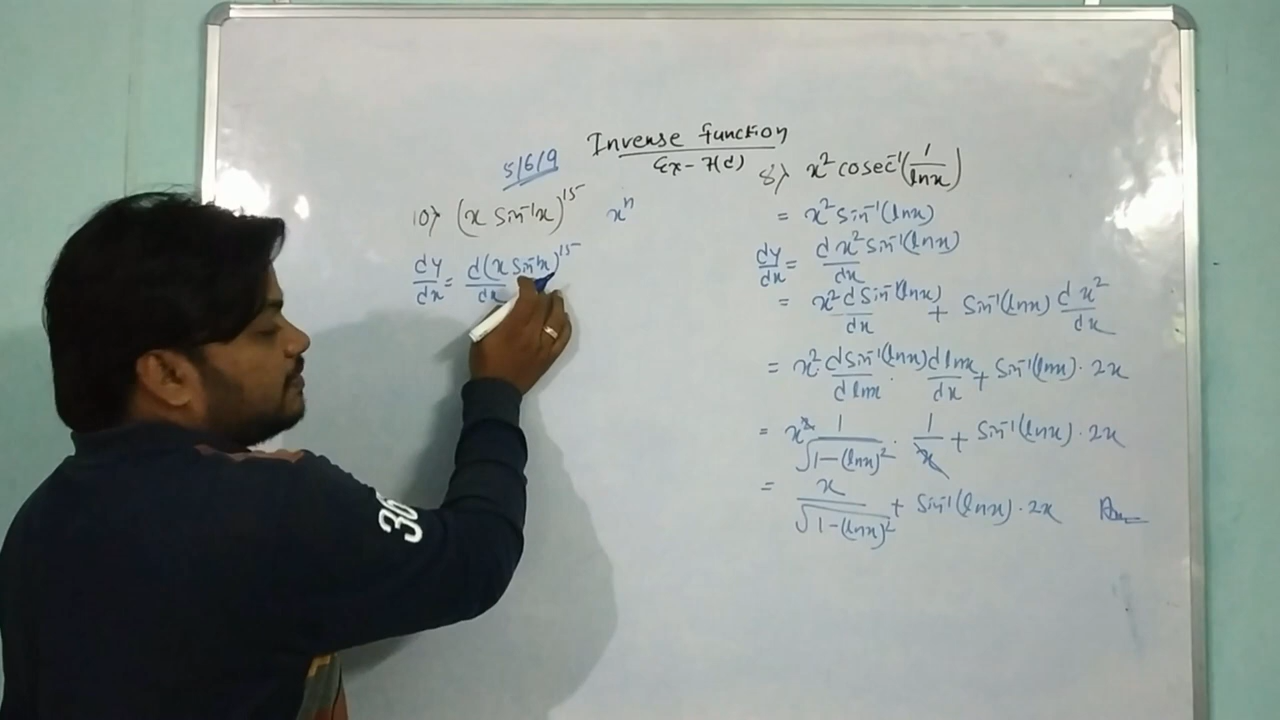 Inverse function
Ex-7(d)
5/6/9
10) (x sin⁻¹x)¹⁵ xⁿ
dy/dx = d(x sin⁻¹x)¹⁵/dx
8) x² cosec⁻¹(1/lnx)
= x² sin⁻¹(lnx)
dy/dx = d x² sin⁻¹(lnx)/dx
= x² d sin⁻¹(lnx)/dx + sin⁻¹(lnx) d x²/dx
= x² · d sin⁻¹(lnx)/d lnx · d lnx/dx + sin⁻¹(lnx) · 2x
= x² 1/√1-(lnx)² · 1/x + sin⁻¹(lnx) · 2x
= x/√1-(lnx)² + sin⁻¹(lnx) · 2x Ans
36